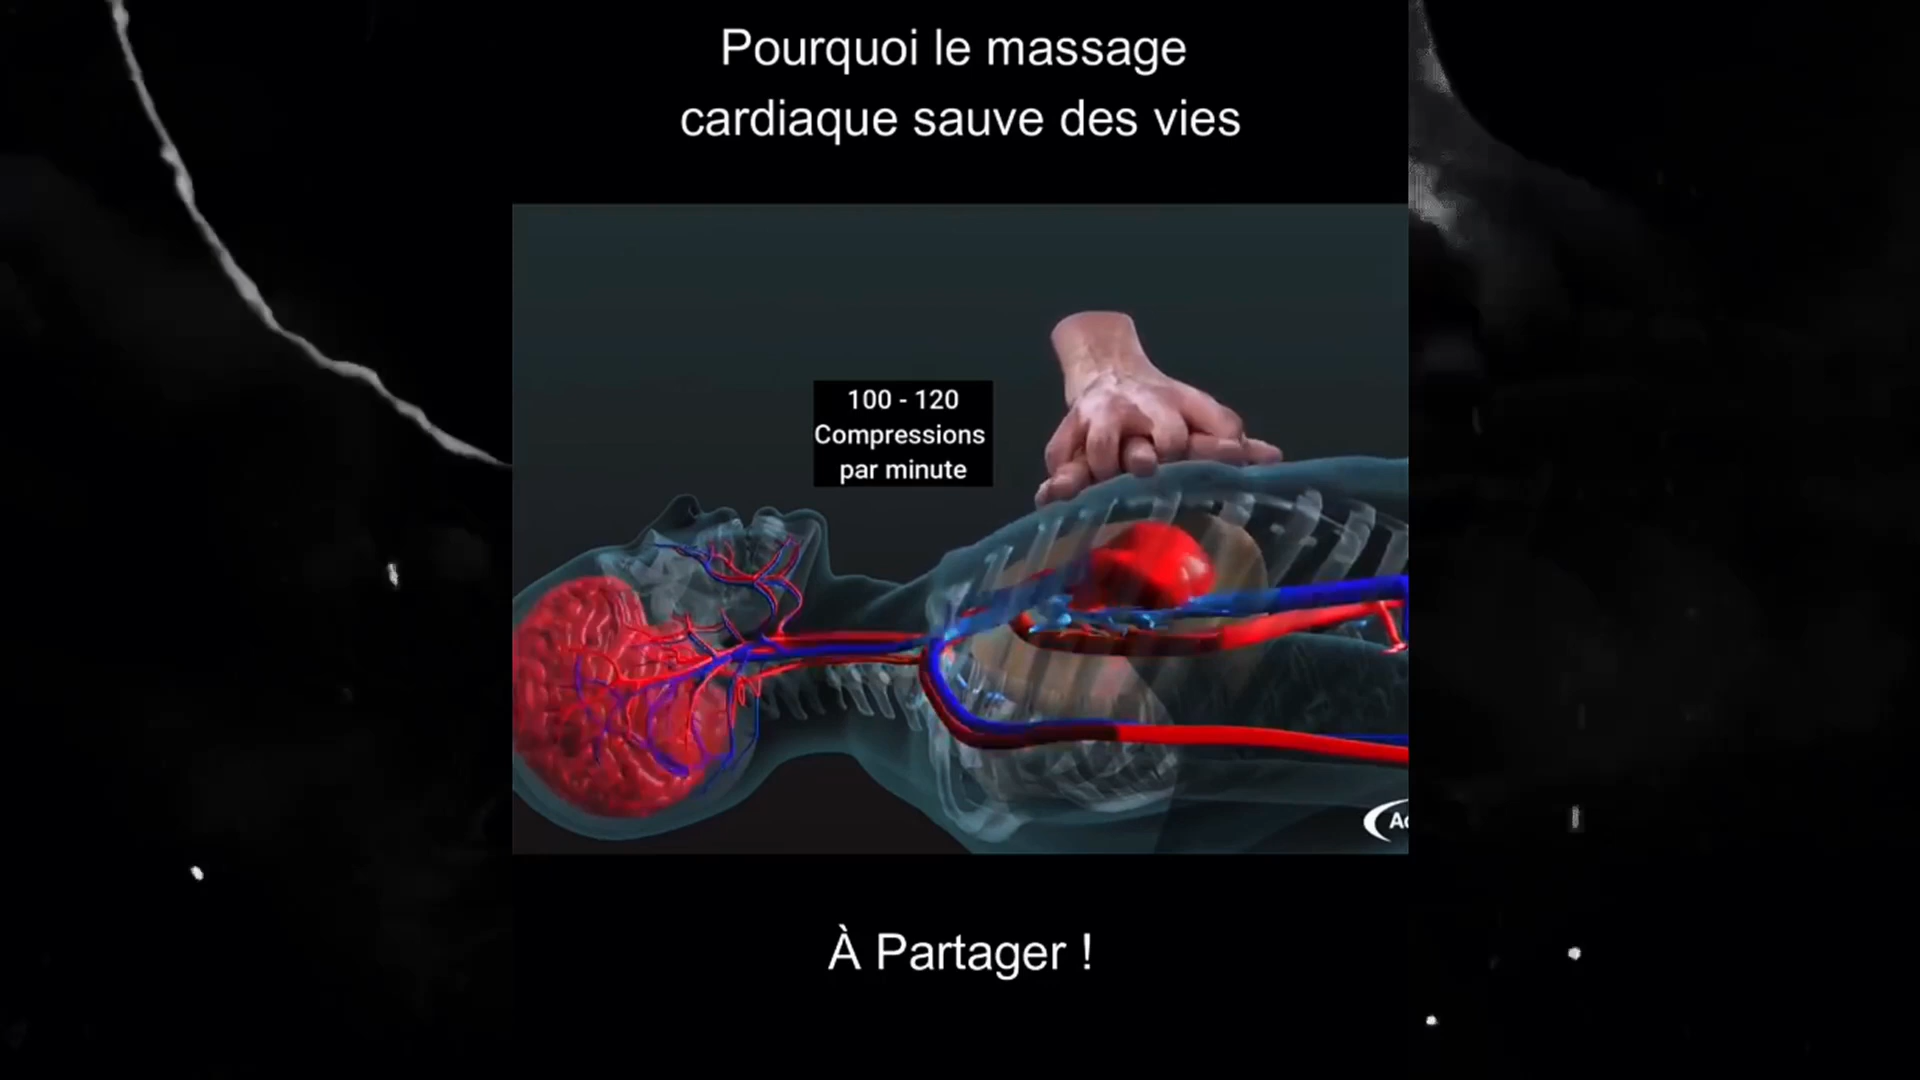 Pourquoi le massage
cardiaque sauve des vies
100 - 120
Compressions
par minute
À Partager !